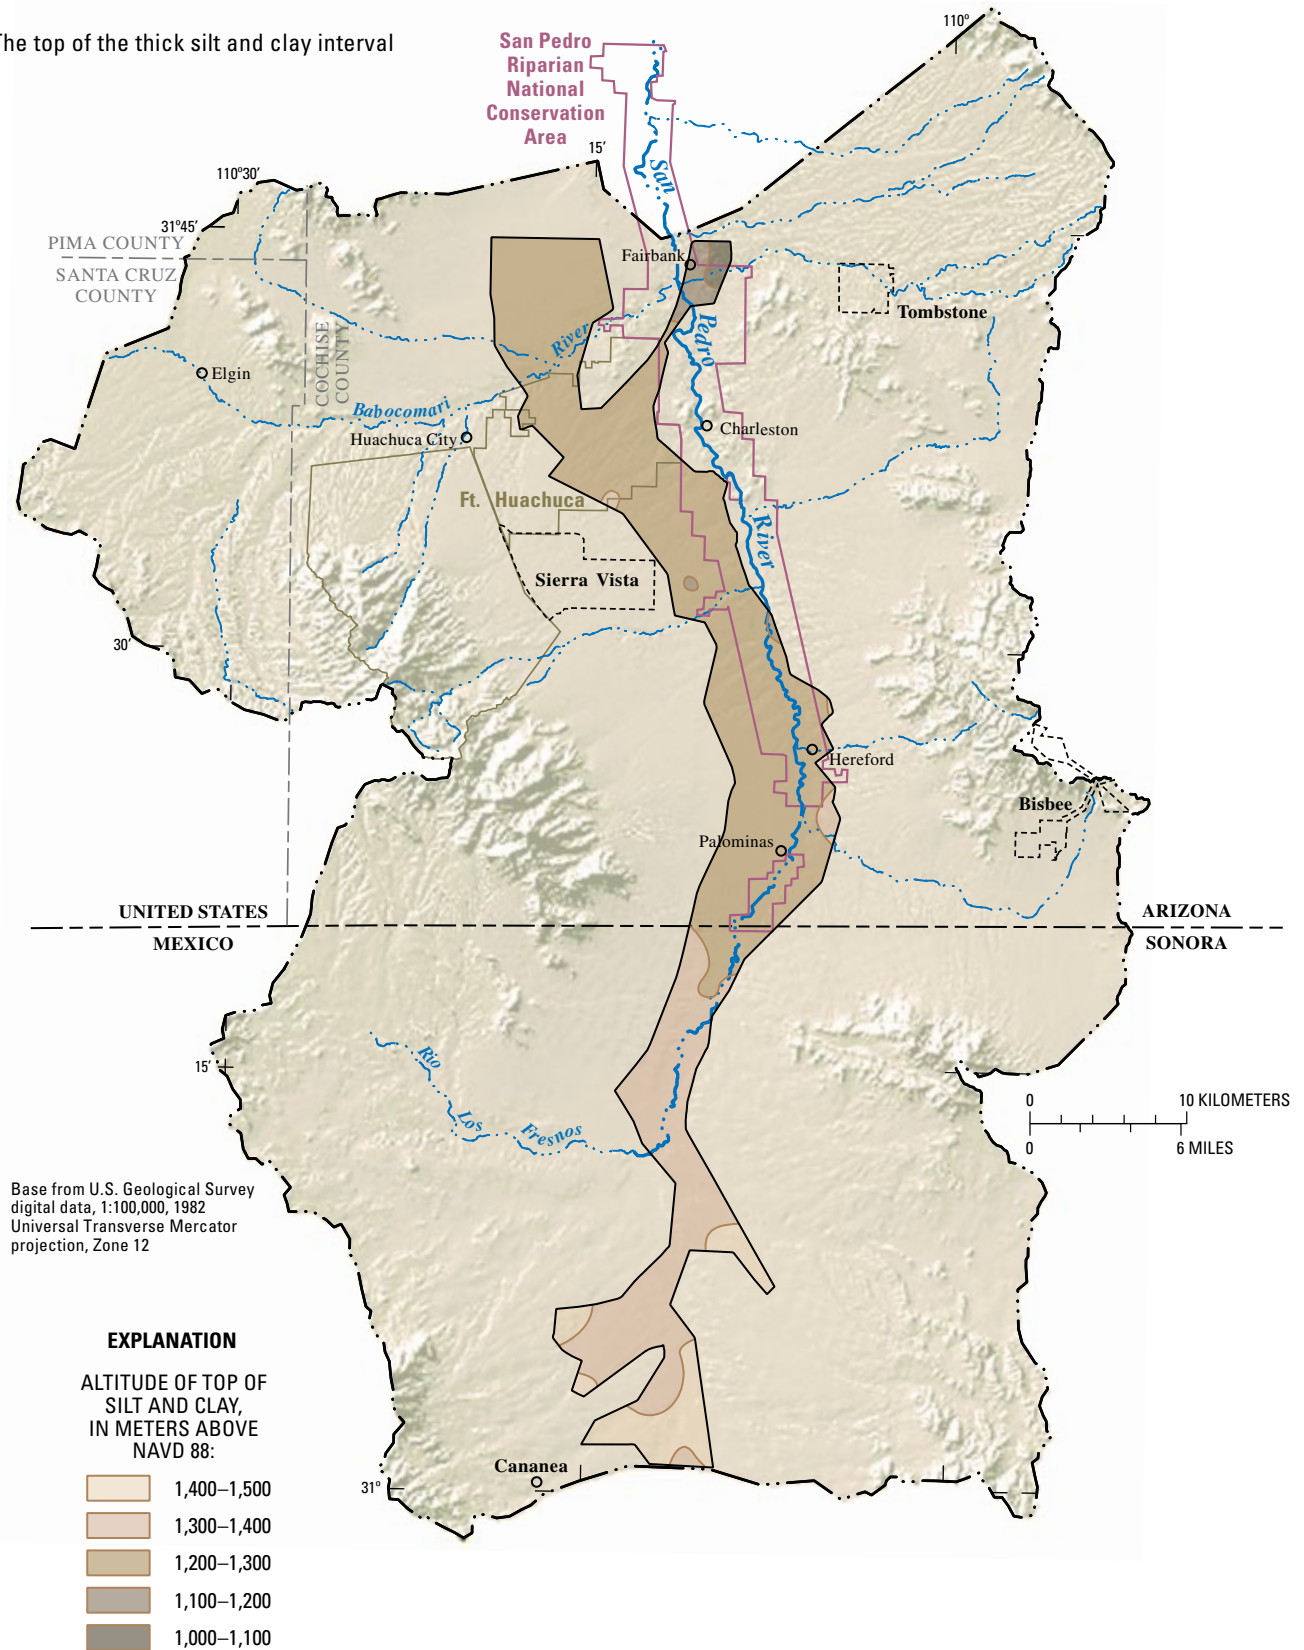 The top of the thick silt and clay interval
San Pedro
Riparian
National
Conservation
Area
110°
15'
110°30'
31°45'
PIMA COUNTY
SANTA CRUZ
COUNTY
COCHISE
COUNTY
San
Pedro
River
Fairbank
Tombstone
River
Babocomari
Elgin
Huachuca City
Charleston
Ft. Huachuca
Sierra Vista
30'
Hereford
Bisbee
Palominas
UNITED STATES
MEXICO
ARIZONA
SONORA
15'
Rio
Los
Fresnos
0 10 KILOMETERS
0 6 MILES
Base from U.S. Geological Survey
digital data, 1:100,000, 1982
Universal Transverse Mercator
projection, Zone 12
Cananea
31°
EXPLANATION
ALTITUDE OF TOP OF
SILT AND CLAY,
IN METERS ABOVE
NAVD 88:
1,400–1,500
1,300–1,400
1,200–1,300
1,100–1,200
1,000–1,100